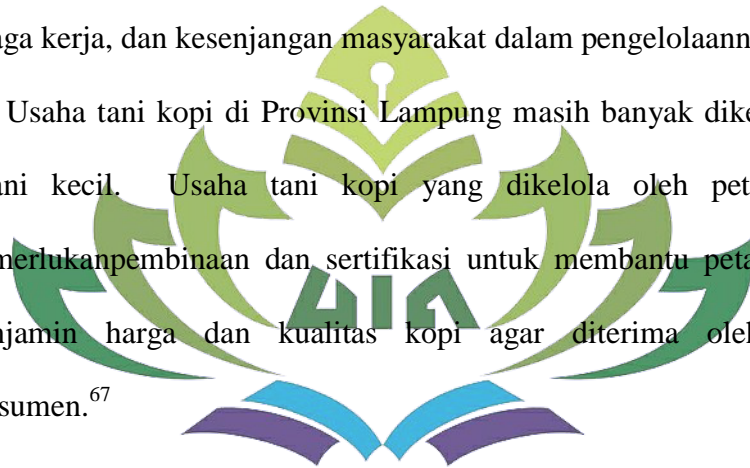 aga kerja, dan kesenjangan masyarakat dalam pengelolaann
Usaha tani kopi di Provinsi Lampung masih banyak dike
ani kecil. Usaha tani kopi yang dikelola oleh pet
merlukanpembinaan dan sertifikasi untuk membantu peta
UIN
njamin harga dan kualitas kopi agar diterima oleh
sumen.67